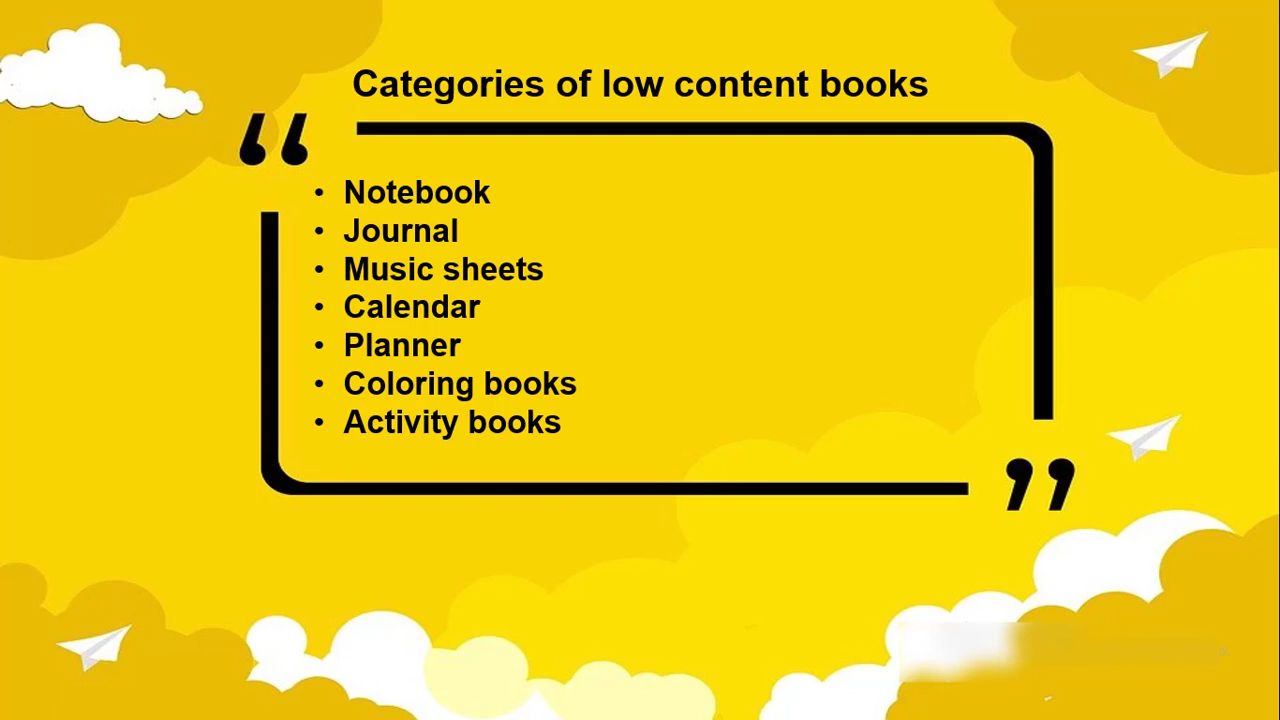 Categories of low content books
“
• Notebook
• Journal
• Music sheets
• Calendar
• Planner
• Coloring books
• Activity books
”